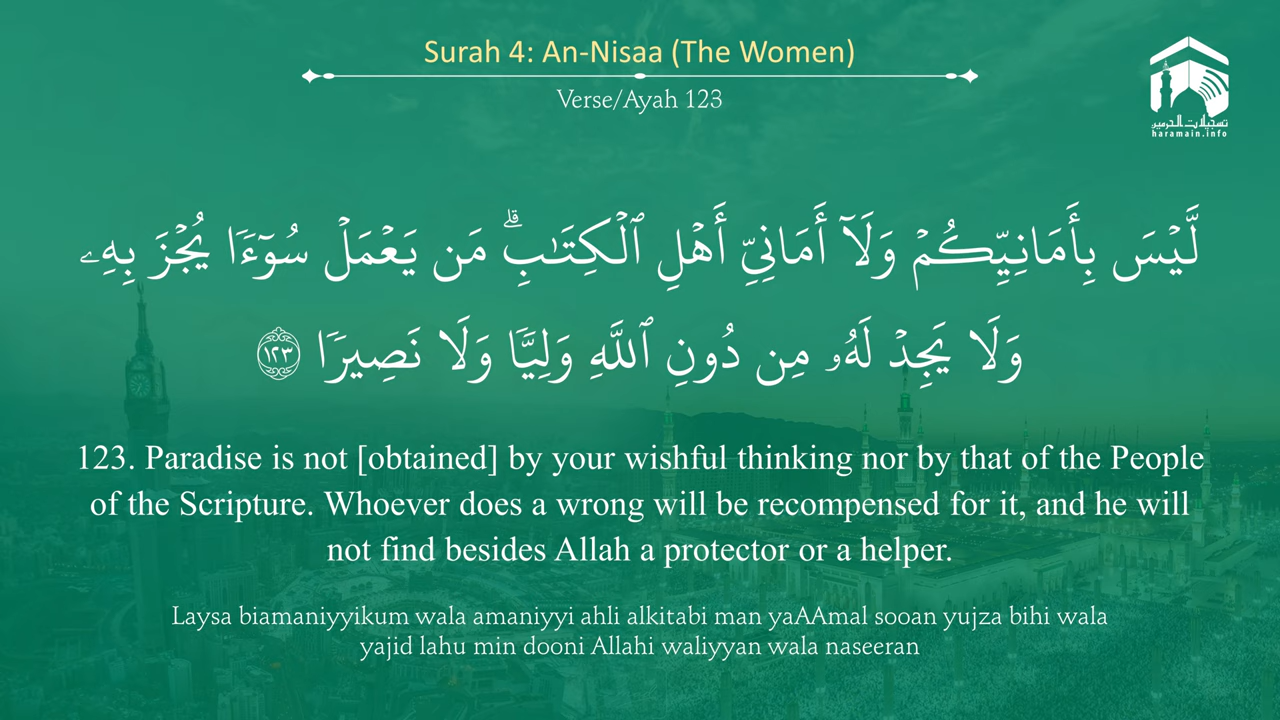 Surah 4: An-Nisaa (The Women)
Verse/Ayah 123
تسجيلات الحرمين
haramain.info
لَّيۡسَ بِأَمَانِيِّكُمۡ وَلَآ أَمَانِيِّ أَهۡلِ ٱلۡكِتَٰبِۗ مَن يَعۡمَلۡ سُوٓءٗا يُجۡزَ بِهِۦ
وَلَا يَجِدۡ لَهُۥ مِن دُونِ ٱللَّهِ وَلِيّٗا وَلَا نَصِيرٗا ١٢٣
123. Paradise is not [obtained] by your wishful thinking nor by that of the People
of the Scripture. Whoever does a wrong will be recompensed for it, and he will
not find besides Allah a protector or a helper.
Laysa biamaniyyikum wala amaniyyi ahli alkitabi man yaAAmal sooan yujza bihi wala
yajid lahu min dooni Allahi waliyyan wala naseeran